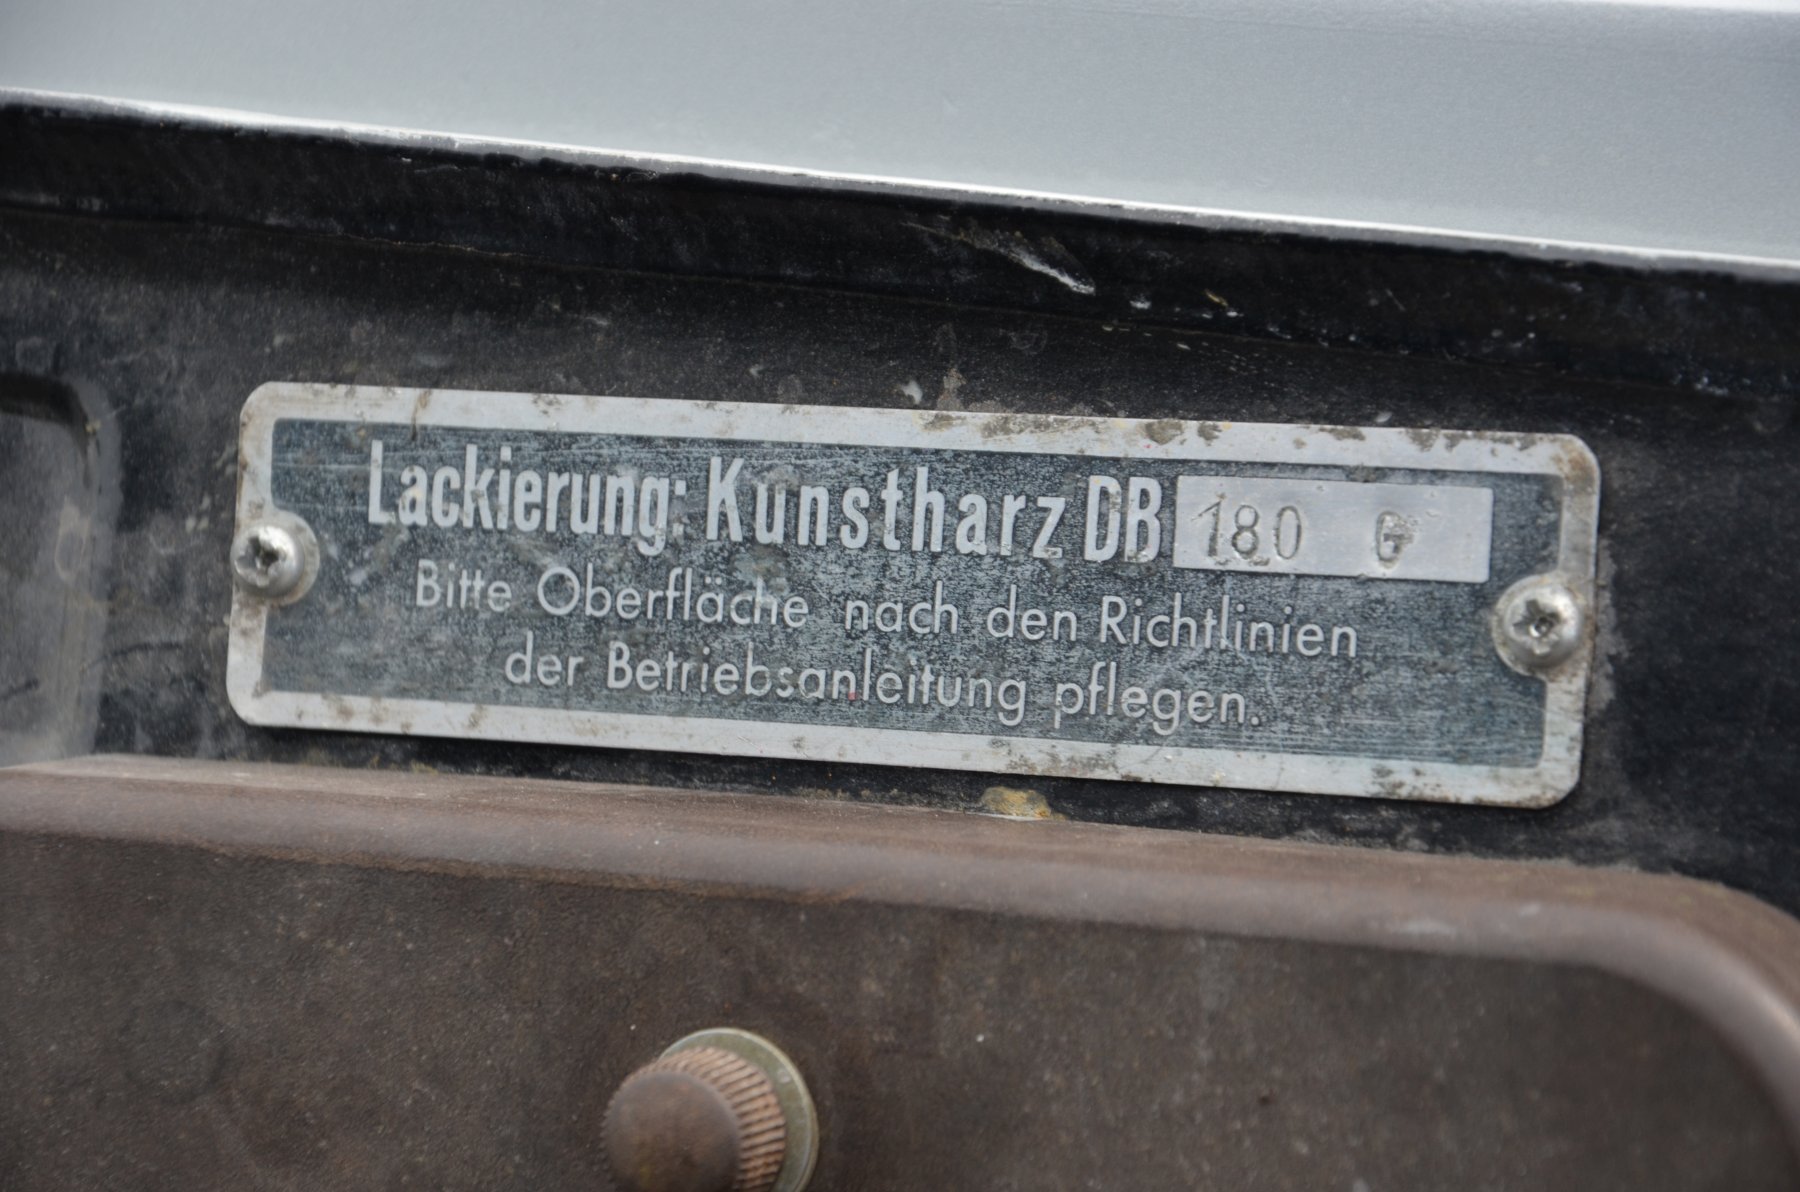 Lackierung: Kunstharz DB 180 G
Bitte Oberfläche nach den Richtlinien
der Betriebsanleitung pflegen.